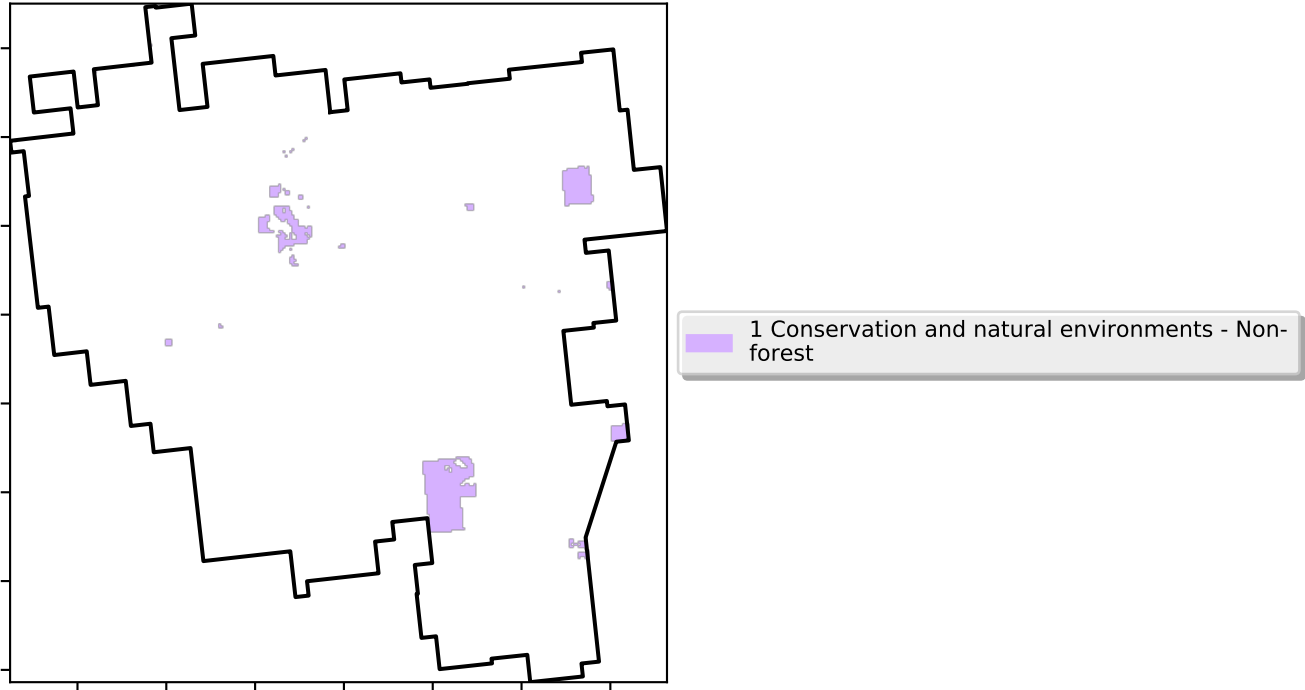 1 Conservation and natural environments - Non-
forest